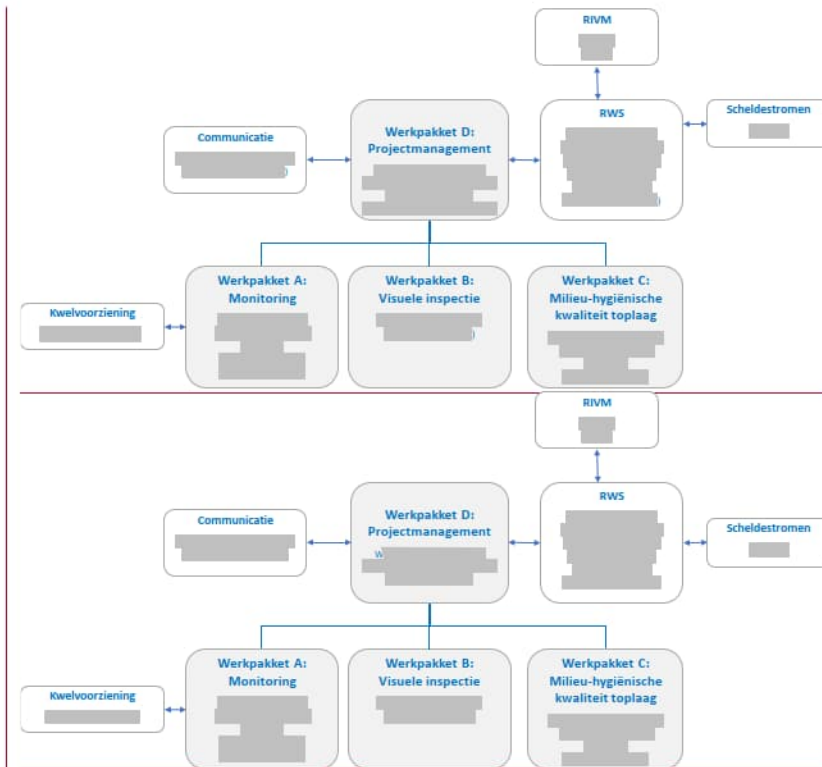 RIVM
RWS
Scheldestromen
Communicatie
Werkpakket D:
Projectmanagement
)
)
Werkpakket A:
Monitoring
Werkpakket B:
Visuele inspectie
)
Werkpakket C:
Milieu-hygiënische
kwaliteit toplaag
Kwelvoorziening
RIVM
RWS
Scheldestromen
Communicatie
Werkpakket D:
Projectmanagement
W
Werkpakket A:
Monitoring
Werkpakket B:
Visuele inspectie
Werkpakket C:
Milieu-hygiënische
kwaliteit toplaag
Kwelvoorziening